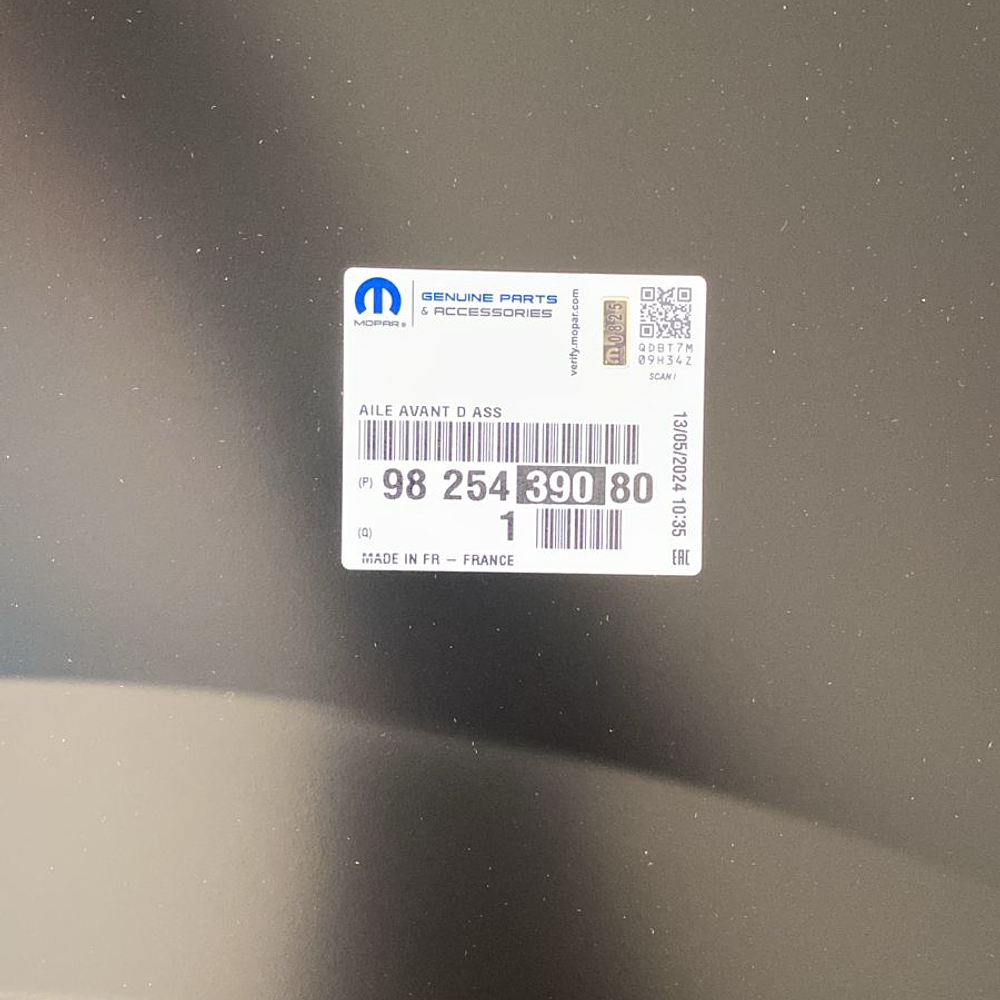 MOPAR®
GENUINE PARTS
& ACCESSORIES
verify.mopar.com
m0825
QDBT7M
09H34Z
SCAN!
AILE AVANT D ASS
(P) 98 254 390 80
(Q) 1
MADE IN FR – FRANCE
13/05/2024 10:35
EAC